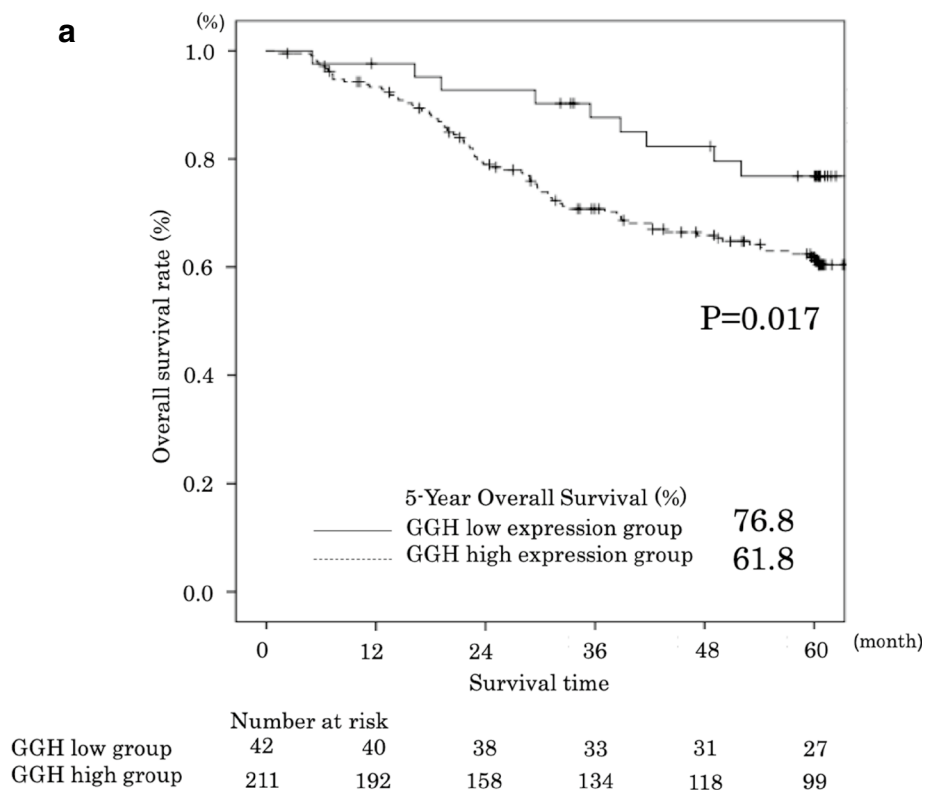 a
(%)
1.0
0.8
0.6
0.4
0.2
0.0
Overall survival rate (%)
P=0.017
5-Year Overall Survival (%)
GGH low expression group 76.8
GGH high expression group 61.8
0 12 24 36 48 60 (month)
Survival time
Number at risk
GGH low group 42 40 38 33 31 27
GGH high group 211 192 158 134 118 99